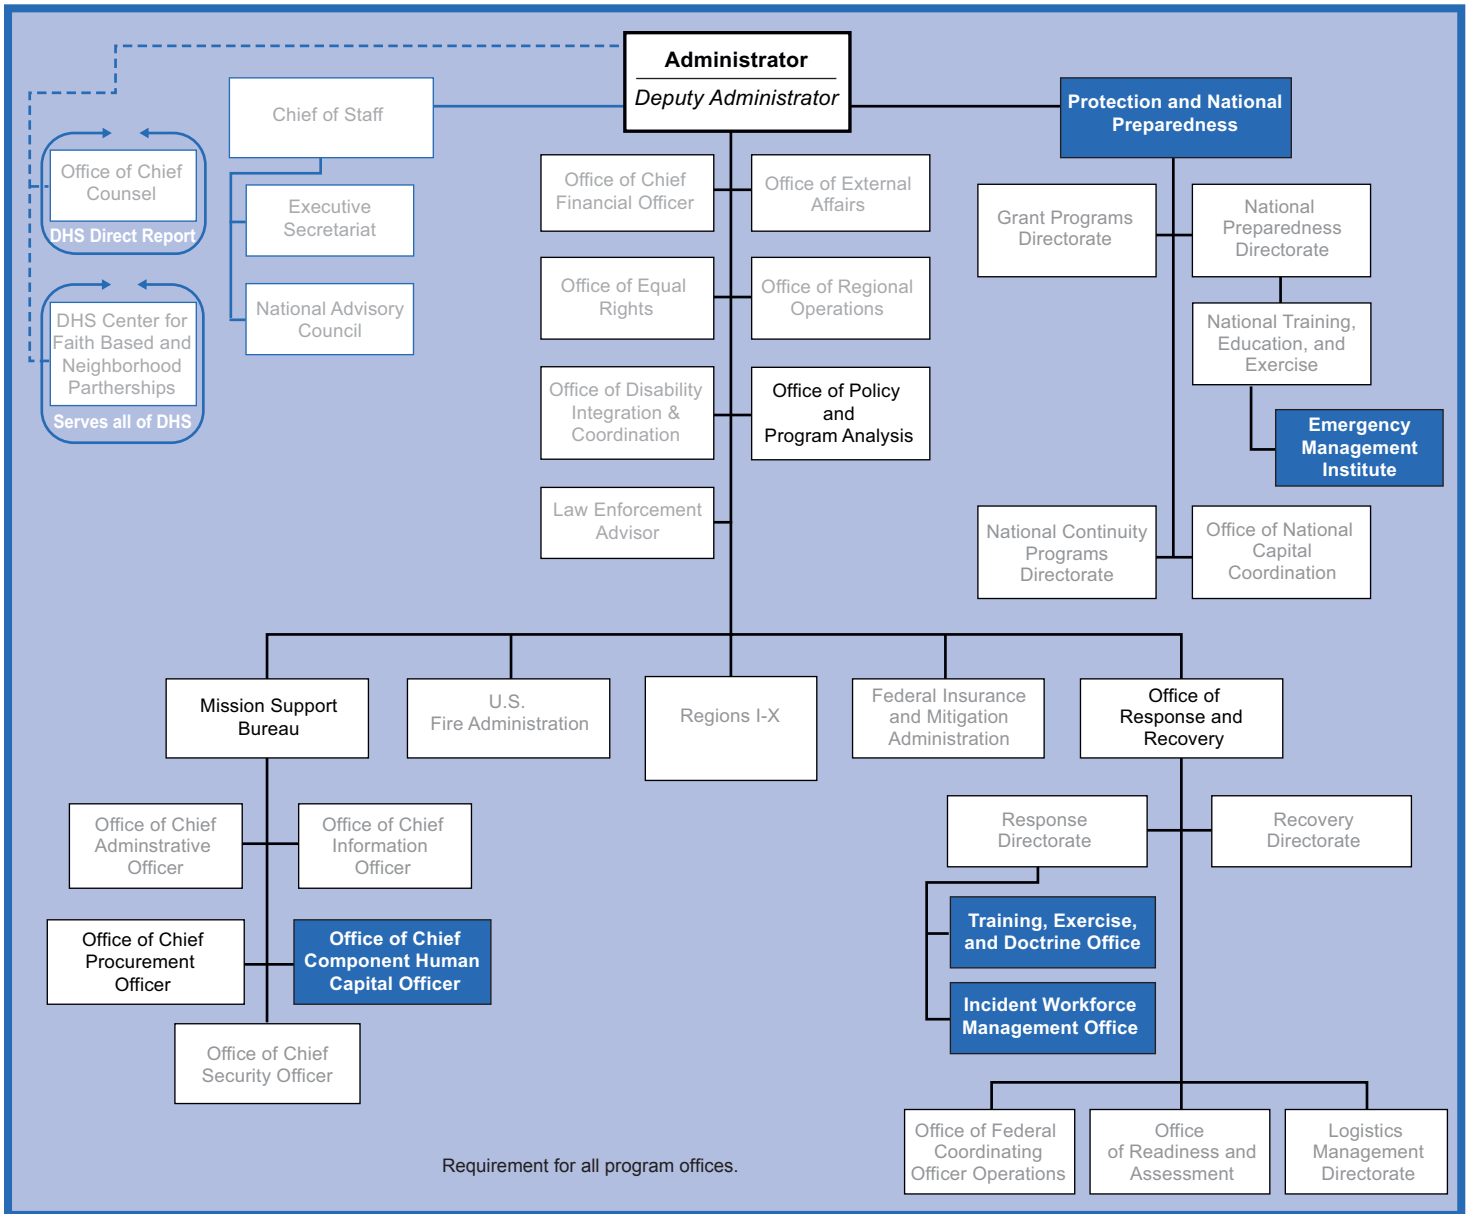 Administrator
Deputy Administrator
Chief of Staff
Protection and National
Preparedness
Office of Chief
Counsel
DHS Direct Report
Executive
Secretariat
DHS Center for
Faith Based and
Neighborhood
Partherships
Serves all of DHS
National Advisory
Council
Office of Chief
Financial Officer
Office of External
Affairs
Office of Equal
Rights
Office of Regional
Operations
Office of Disability
Integration &
Coordination
Office of Policy
and
Program Analysis
Law Enforcement
Advisor
Grant Programs
Directorate
National
Preparedness
Directorate
National Training,
Education, and
Exercise
Emergency
Management
Institute
National Continuity
Programs
Directorate
Office of National
Capital
Coordination
Mission Support
Bureau
U.S.
Fire Administration
Regions I-X
Federal Insurance
and Mitigation
Administration
Office of
Response and
Recovery
Office of Chief
Adminstrative
Officer
Office of Chief
Information
Officer
Office of Chief
Procurement
Officer
Office of Chief
Component Human
Capital Officer
Office of Chief
Security Officer
Response
Directorate
Recovery
Directorate
Training, Exercise,
and Doctrine Office
Incident Workforce
Management Office
Office of Federal
Coordinating
Officer Operations
Office
of Readiness and
Assessment
Logistics
Management
Directorate
Requirement for all program offices.